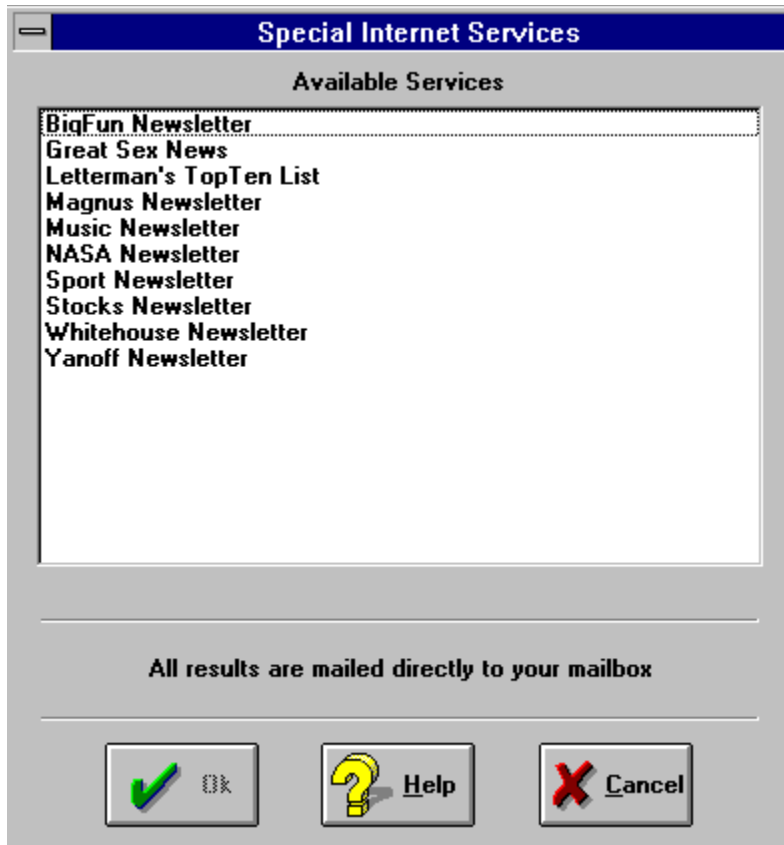 Special Internet Services
Available Services
BigFun Newsletter
Great Sex News
Letterman's TopTen List
Magnus Newsletter
Music Newsletter
NASA Newsletter
Sport Newsletter
Stocks Newsletter
Whitehouse Newsletter
Yanoff Newsletter
All results are mailed directly to your mailbox
Ok Help Cancel